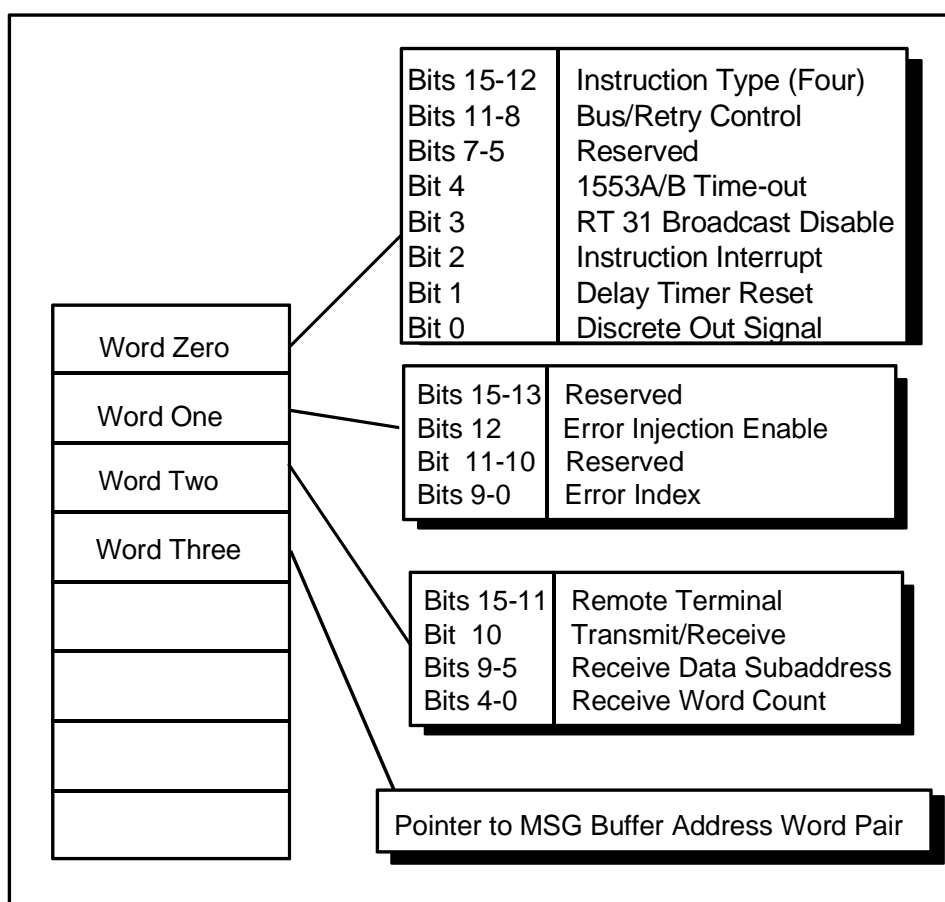 Bits 15-12 Instruction Type (Four)
Bits 11-8 Bus/Retry Control
Bits 7-5 Reserved
Bit 4 1553A/B Time-out
Bit 3 RT 31 Broadcast Disable
Bit 2 Instruction Interrupt
Bit 1 Delay Timer Reset
Bit 0 Discrete Out Signal
Word Zero
Word One
Word Two
Word Three
Bits 15-13 Reserved
Bits 12 Error Injection Enable
Bit 11-10 Reserved
Bits 9-0 Error Index
Bits 15-11 Remote Terminal
Bit 10 Transmit/Receive
Bits 9-5 Receive Data Subaddress
Bits 4-0 Receive Word Count
Pointer to MSG Buffer Address Word Pair